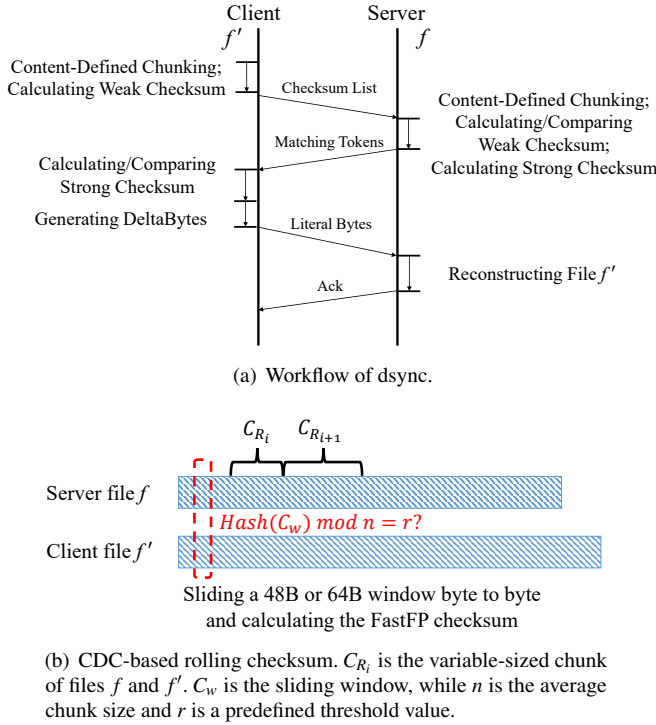 Client
Server
f′
f
Content-Defined Chunking;
Calculating Weak Checksum
Checksum List
Content-Defined Chunking;
Calculating/Comparing
Weak Checksum;
Calculating Strong Checksum
Matching Tokens
Calculating/Comparing
Strong Checksum
Generating DeltaBytes
Literal Bytes
Reconstructing File f′
Ack
(a) Workflow of dsync.
C_{R_i}
C_{R_{i+1}}
Server file f
Hash(C_w) mod n = r?
Client file f′
Sliding a 48B or 64B window byte to byte
and calculating the FastFP checksum
(b) CDC-based rolling checksum. C_{R_i} is the variable-sized chunk
of files f and f′. C_w is the sliding window, while n is the average
chunk size and r is a predefined threshold value.